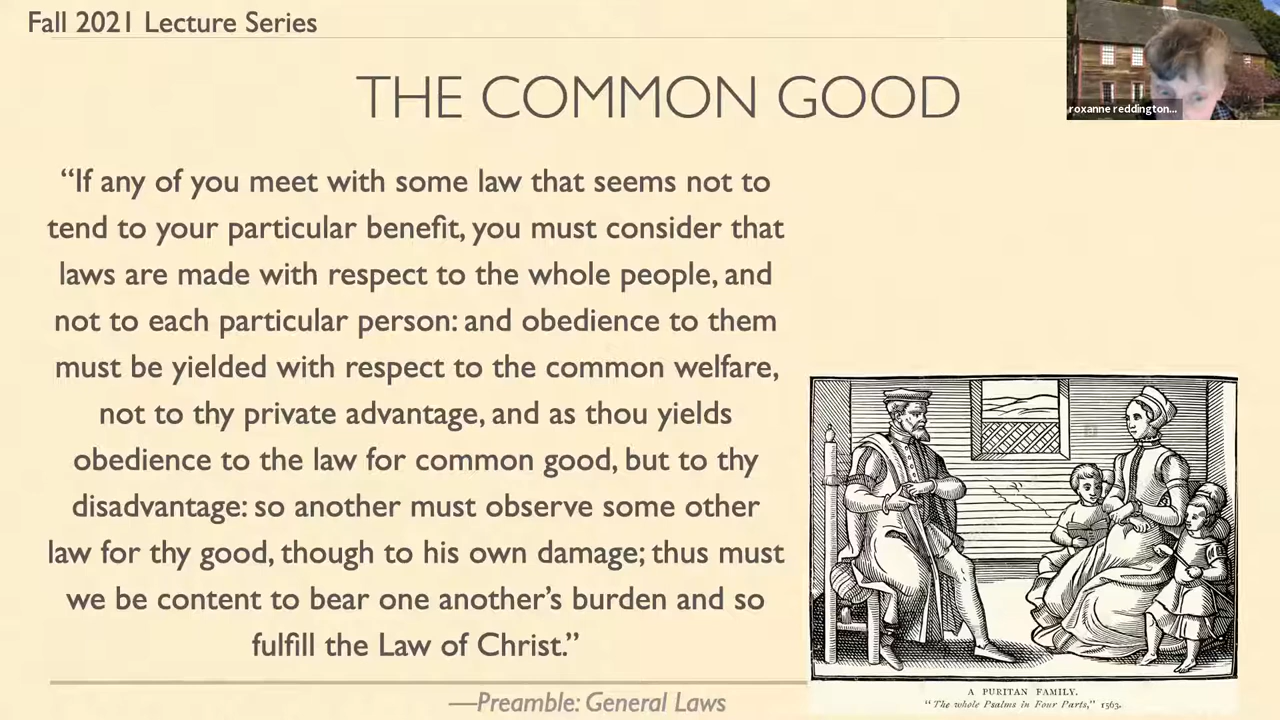 Fall 2021 Lecture Series
roxanne reddington...
THE COMMON GOOD
“If any of you meet with some law that seems not to
tend to your particular benefit, you must consider that
laws are made with respect to the whole people, and
not to each particular person: and obedience to them
must be yielded with respect to the common welfare,
not to thy private advantage, and as thou yields
obedience to the law for common good, but to thy
disadvantage: so another must observe some other
law for thy good, though to his own damage; thus must
we be content to bear one another’s burden and so
fulfill the Law of Christ.”
—Preamble: General Laws
A PURITAN FAMILY.
“The whole Psalms in Four Parts,” 1563.